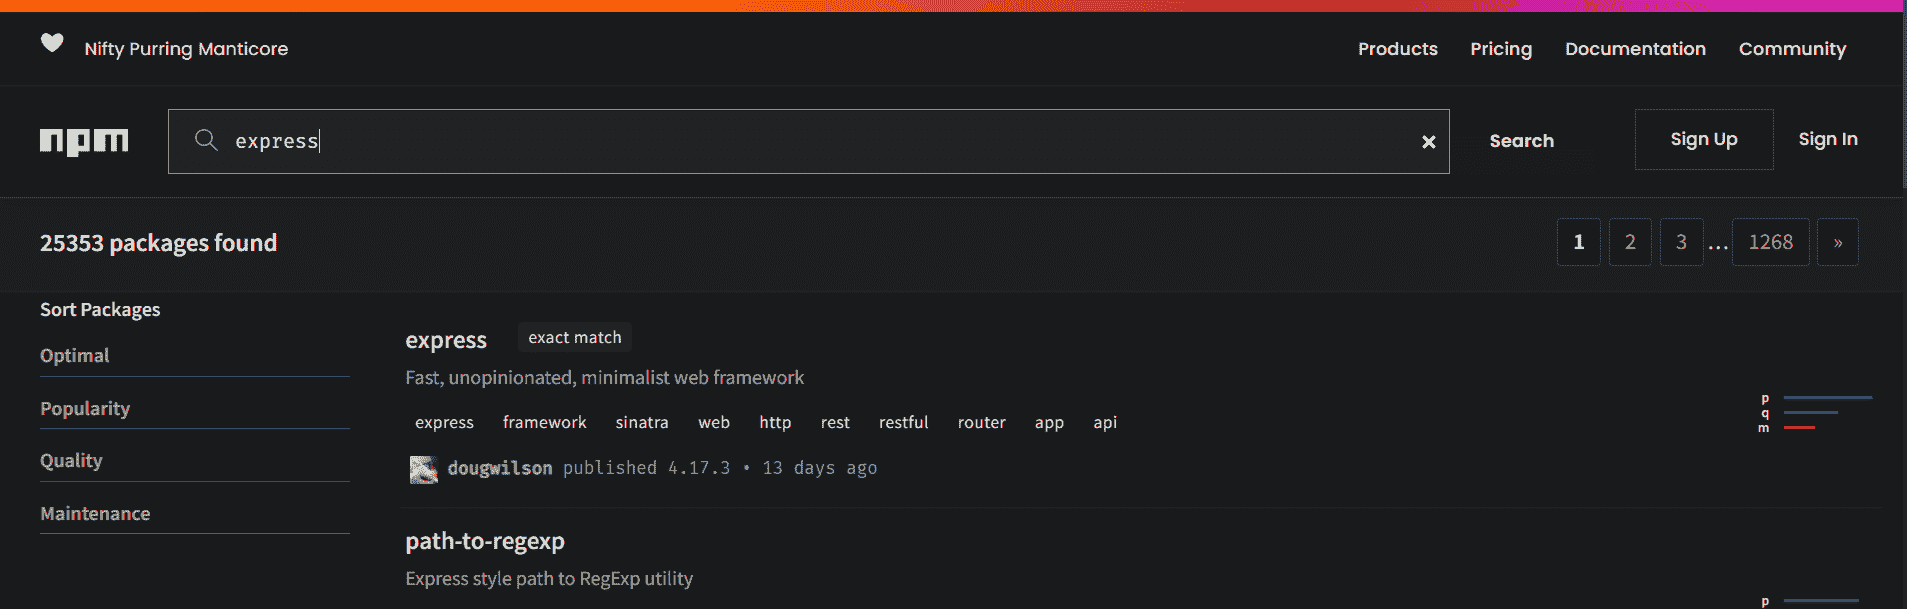 Nifty Purring Manticore
Products Pricing Documentation Community
npm
express
×
Search
Sign Up
Sign In
25353 packages found
1 2 3 ... 1268 »
Sort Packages
Optimal
Popularity
Quality
Maintenance
express exact match
Fast, unopinionated, minimalist web framework
express framework sinatra web http rest restful router app api
dougwilson published 4.17.3 • 13 days ago
p
q
m
path-to-regexp
Express style path to RegExp utility
p